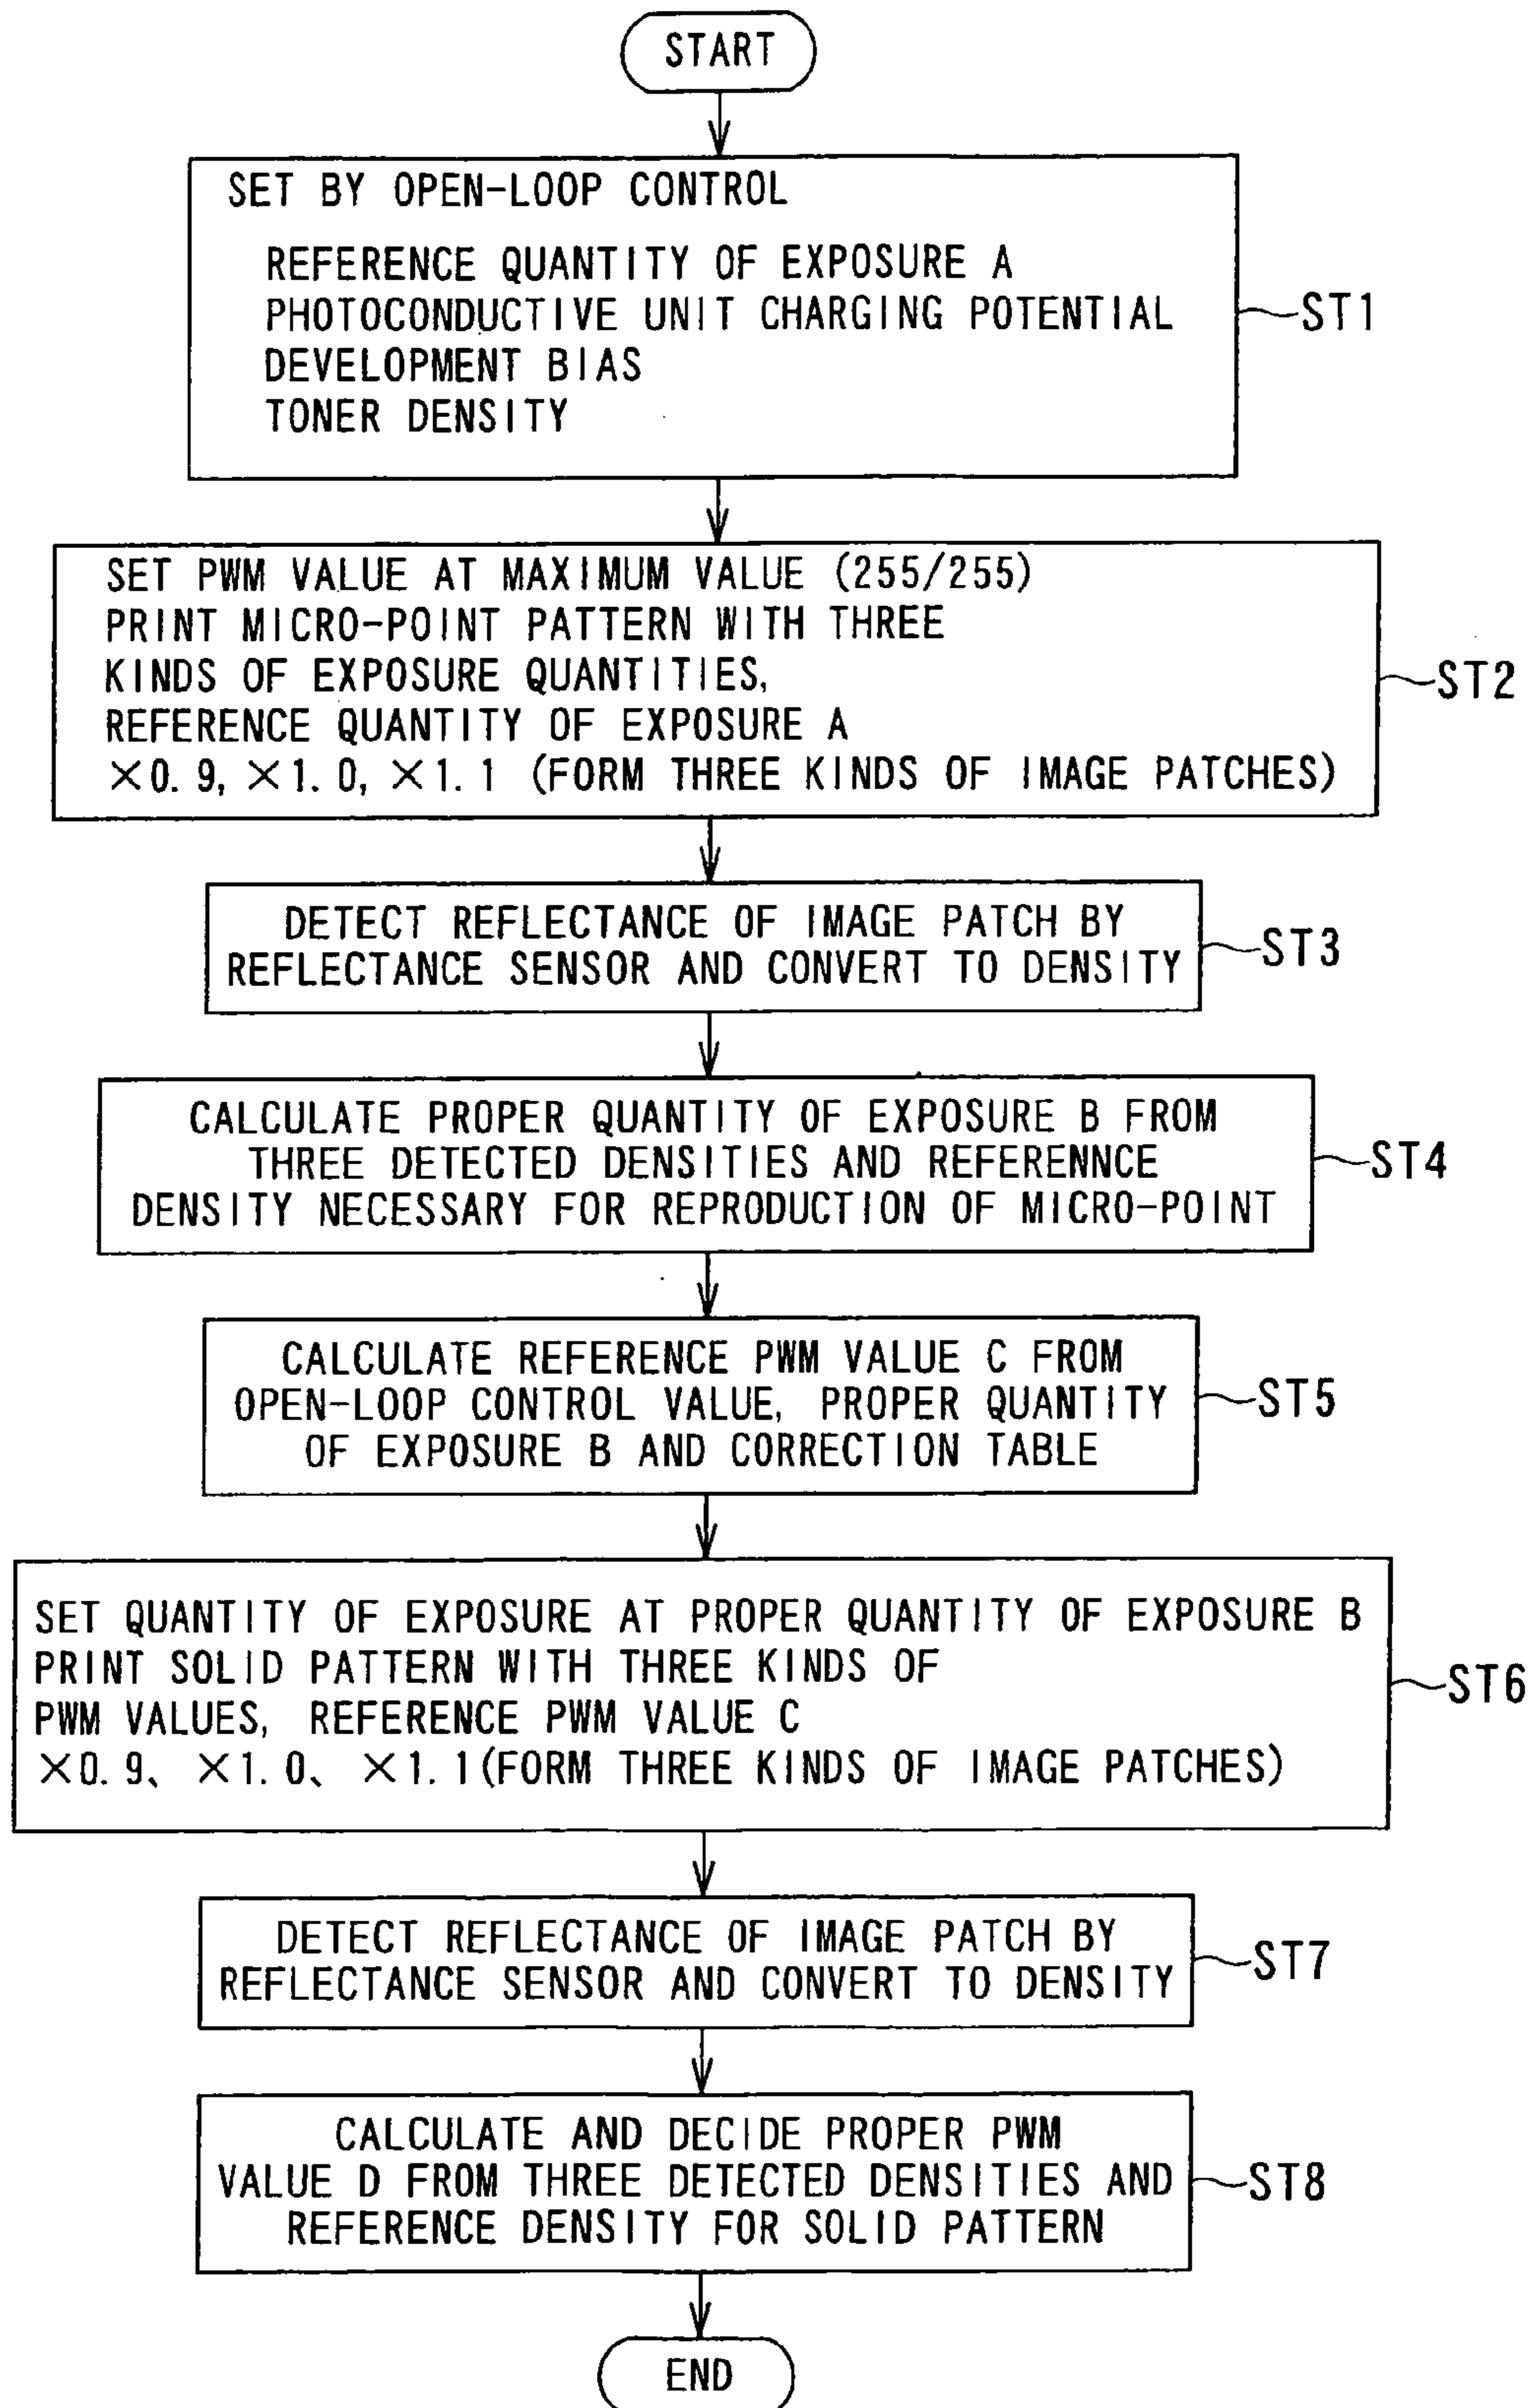 START
SET BY OPEN-LOOP CONTROL
REFERENCE QUANTITY OF EXPOSURE A
PHOTOCONDUCTIVE UNIT CHARGING POTENTIAL
DEVELOPMENT BIAS
TONER DENSITY
ST1
SET PWM VALUE AT MAXIMUM VALUE (255/255)
PRINT MICRO-POINT PATTERN WITH THREE
KINDS OF EXPOSURE QUANTITIES,
REFERENCE QUANTITY OF EXPOSURE A
×0.9, ×1.0, ×1.1 (FORM THREE KINDS OF IMAGE PATCHES)
ST2
DETECT REFLECTANCE OF IMAGE PATCH BY
REFLECTANCE SENSOR AND CONVERT TO DENSITY
ST3
CALCULATE PROPER QUANTITY OF EXPOSURE B FROM
THREE DETECTED DENSITIES AND REFERENNCE
DENSITY NECESSARY FOR REPRODUCTION OF MICRO-POINT
ST4
CALCULATE REFERENCE PWM VALUE C FROM
OPEN-LOOP CONTROL VALUE, PROPER QUANTITY
OF EXPOSURE B AND CORRECTION TABLE
ST5
SET QUANTITY OF EXPOSURE AT PROPER QUANTITY OF EXPOSURE B
PRINT SOLID PATTERN WITH THREE KINDS OF
PWM VALUES, REFERENCE PWM VALUE C
×0.9、 ×1.0、 ×1.1(FORM THREE KINDS OF IMAGE PATCHES)
ST6
DETECT REFLECTANCE OF IMAGE PATCH BY
REFLECTANCE SENSOR AND CONVERT TO DENSITY
ST7
CALCULATE AND DECIDE PROPER PWM
VALUE D FROM THREE DETECTED DENSITIES AND
REFERENCE DENSITY FOR SOLID PATTERN
ST8
END